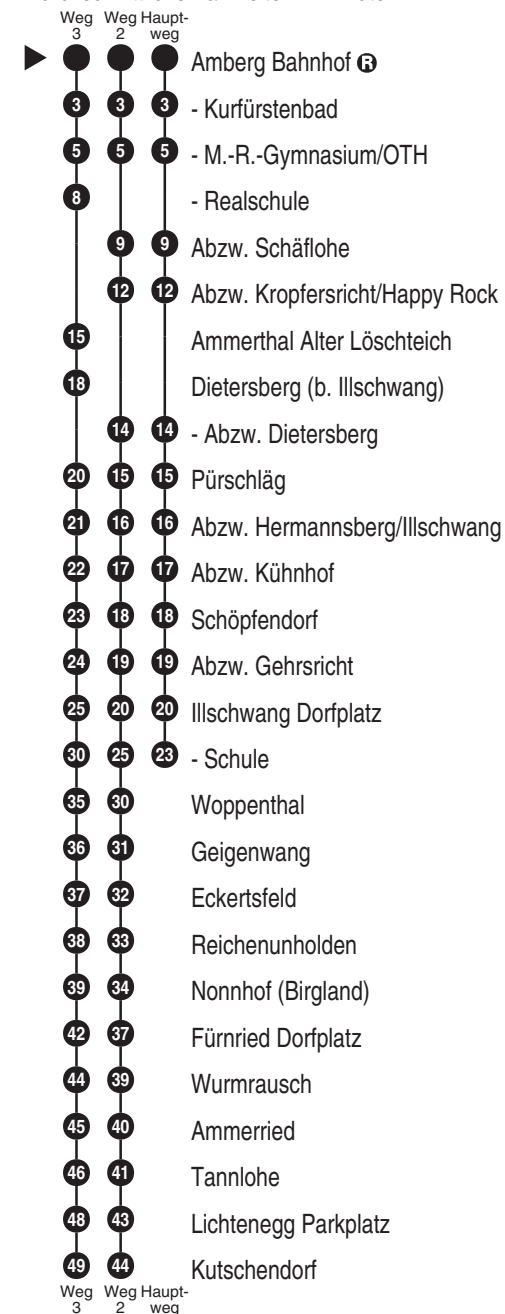 Weg Weg Haupt-
3 2 weg
Amberg Bahnhof R
3 3 3 - Kurfürstenbad
5 5 5 - M.-R.-Gymnasium/OTH
8 - Realschule
9 9 Abzw. Schäflohe
12 12 Abzw. Kropfersricht/Happy Rock
15 Ammerthal Alter Löschteich
18 Dietersberg (b. Illschwang)
14 14 - Abzw. Dietersberg
20 15 15 Pürschläg
21 16 16 Abzw. Hermannsberg/Illschwang
22 17 17 Abzw. Kühnhof
23 18 18 Schöpfendorf
24 19 19 Abzw. Gehrsricht
25 20 20 Illschwang Dorfplatz
30 25 23 - Schule
35 30 Woppenthal
36 31 Geigenwang
37 32 Eckertsfeld
38 33 Reichenunholden
39 34 Nonnhof (Birgland)
42 37 Fürnried Dorfplatz
44 39 Wurmrausch
45 40 Ammerried
46 41 Tannlohe
48 43 Lichtenegg Parkplatz
49 44 Kutschendorf
Weg Weg Haupt-
3 2 weg